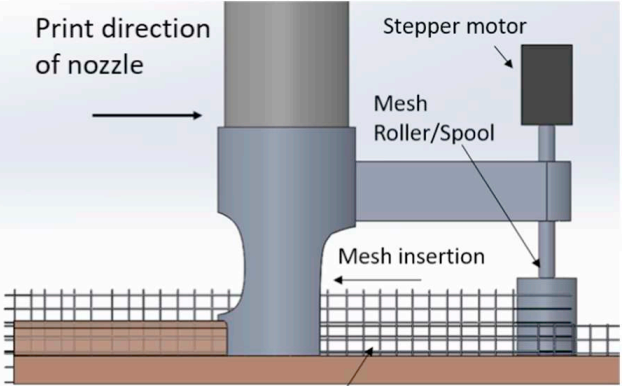 Print direction
of nozzle
Stepper motor
Mesh
Roller/Spool
Mesh insertion